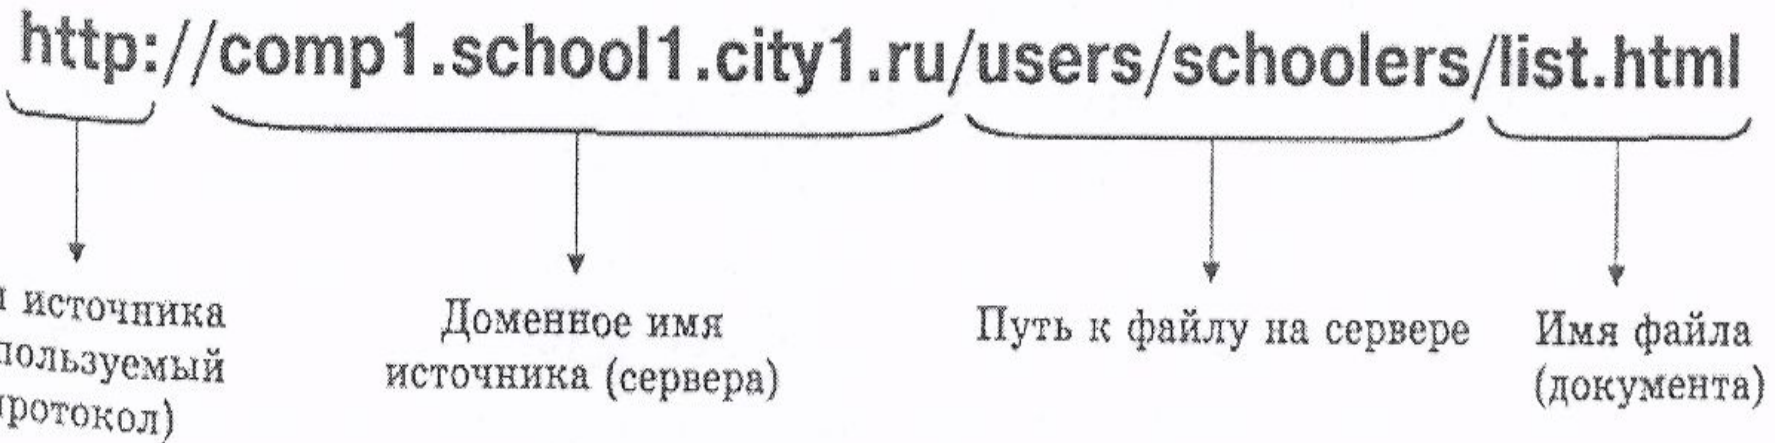 http://comp1.school1.city1.ru/users/schoolers/list.html
источника
Доменное имя
источника (сервера)
Путь к файлу на сервере
Имя файла
(документа)